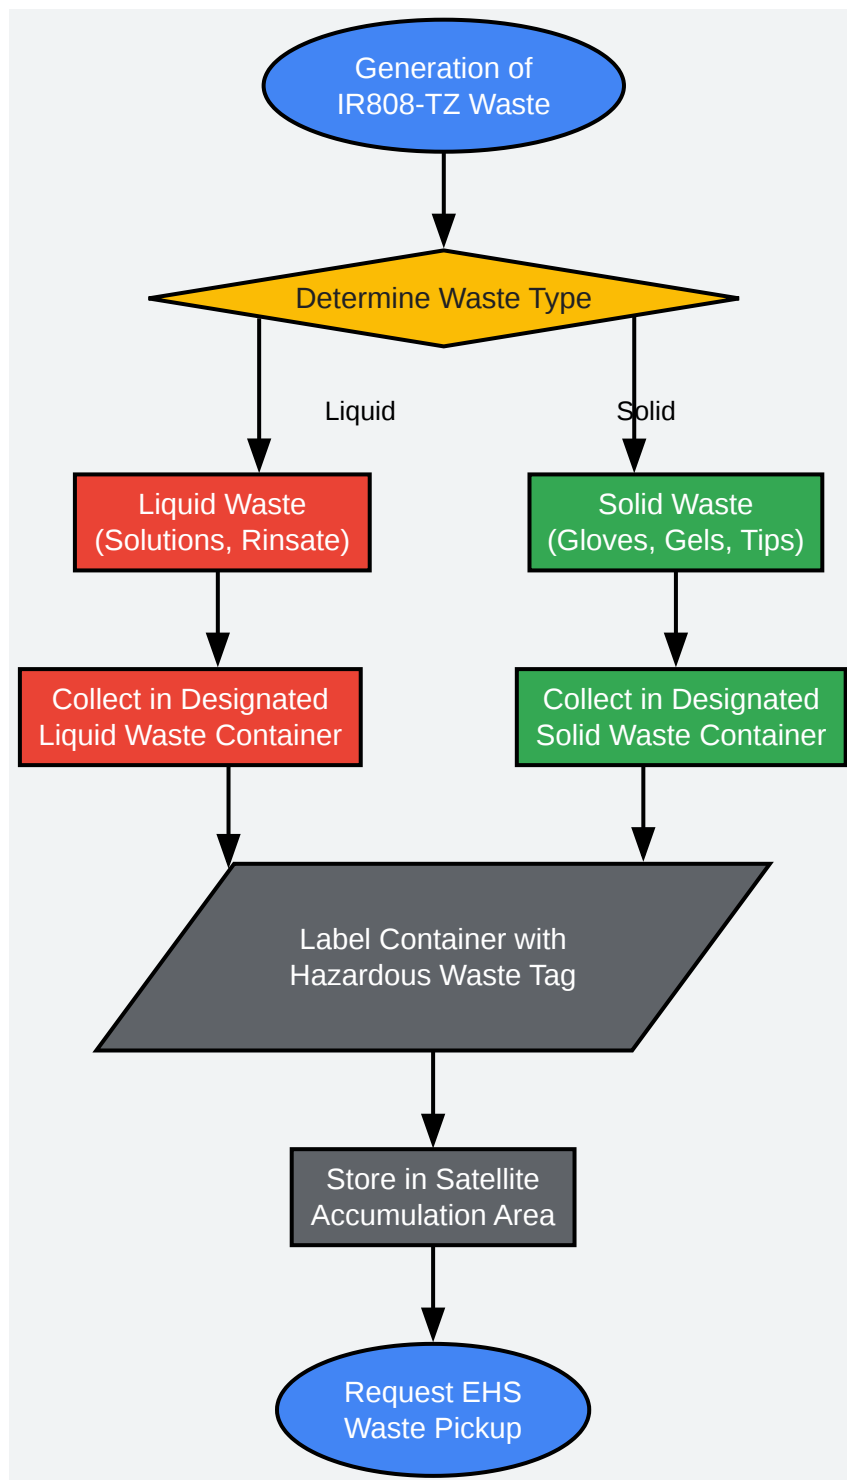 Generation of
IR808-TZ Waste
Determine Waste Type
Liquid
Solid
Liquid Waste
(Solutions, Rinsate)
Solid Waste
(Gloves, Gels, Tips)
Collect in Designated
Liquid Waste Container
Collect in Designated
Solid Waste Container
Label Container with
Hazardous Waste Tag
Store in Satellite
Accumulation Area
Request EHS
Waste Pickup